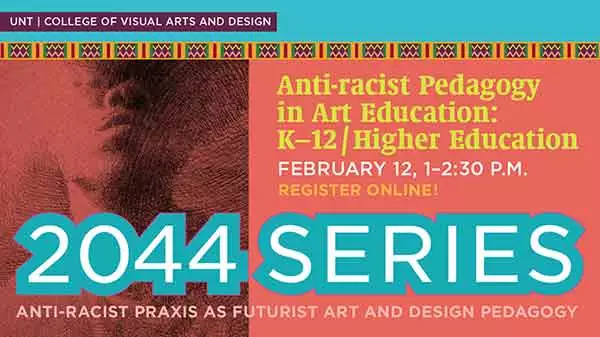 UNT | COLLEGE OF VISUAL ARTS AND DESIGN
Anti-racist Pedagogy
in Art Education:
K–12/Higher Education
FEBRUARY 12, 1–2:30 P.M.
REGISTER ONLINE!
2044 SERIES
ANTI-RACIST PRAXIS AS FUTURIST ART AND DESIGN PEDAGOGY